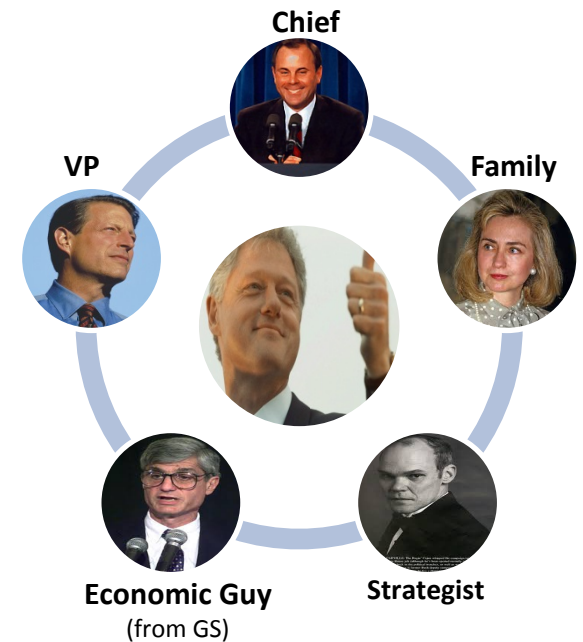 Chief
VP
Family
Economic Guy
(from GS)
Strategist